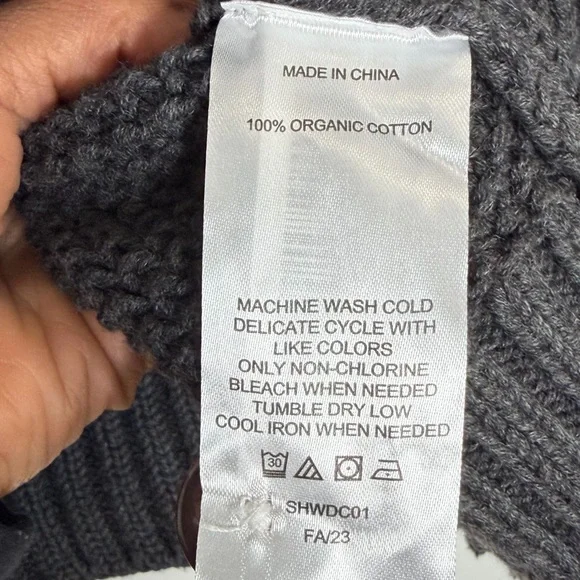 MADE IN CHINA
100% ORGANIC COTTON
MACHINE WASH COLD
DELICATE CYCLE WITH
LIKE COLORS
ONLY NON-CHLORINE
BLEACH WHEN NEEDED
TUMBLE DRY LOW
COOL IRON WHEN NEEDED
30
SHWDC01
FA/23